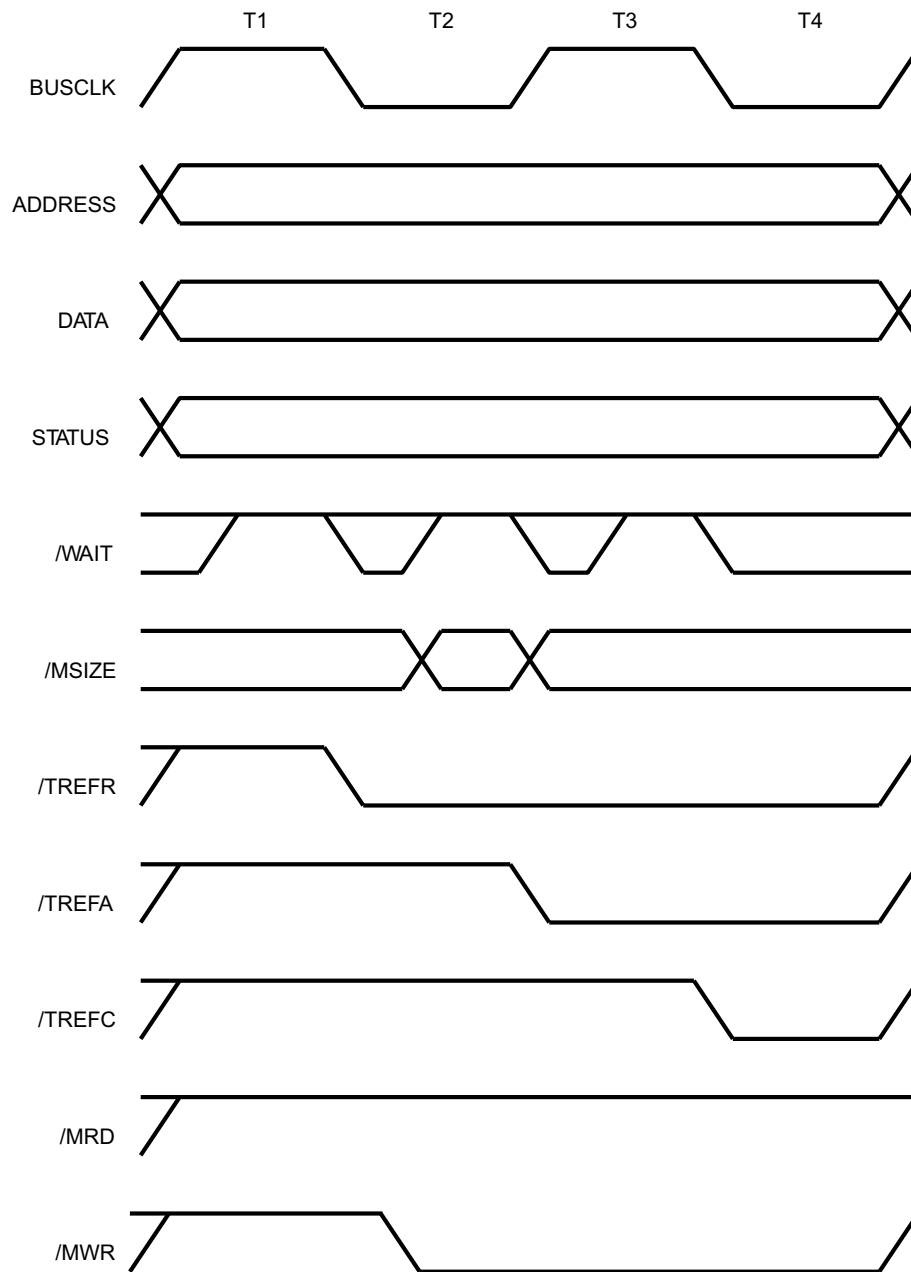 T1 T2 T3 T4
BUSCLK
ADDRESS
DATA
STATUS
/WAIT
/MSIZE
/TREFR
/TREFA
/TREFC
/MRD
/MWR